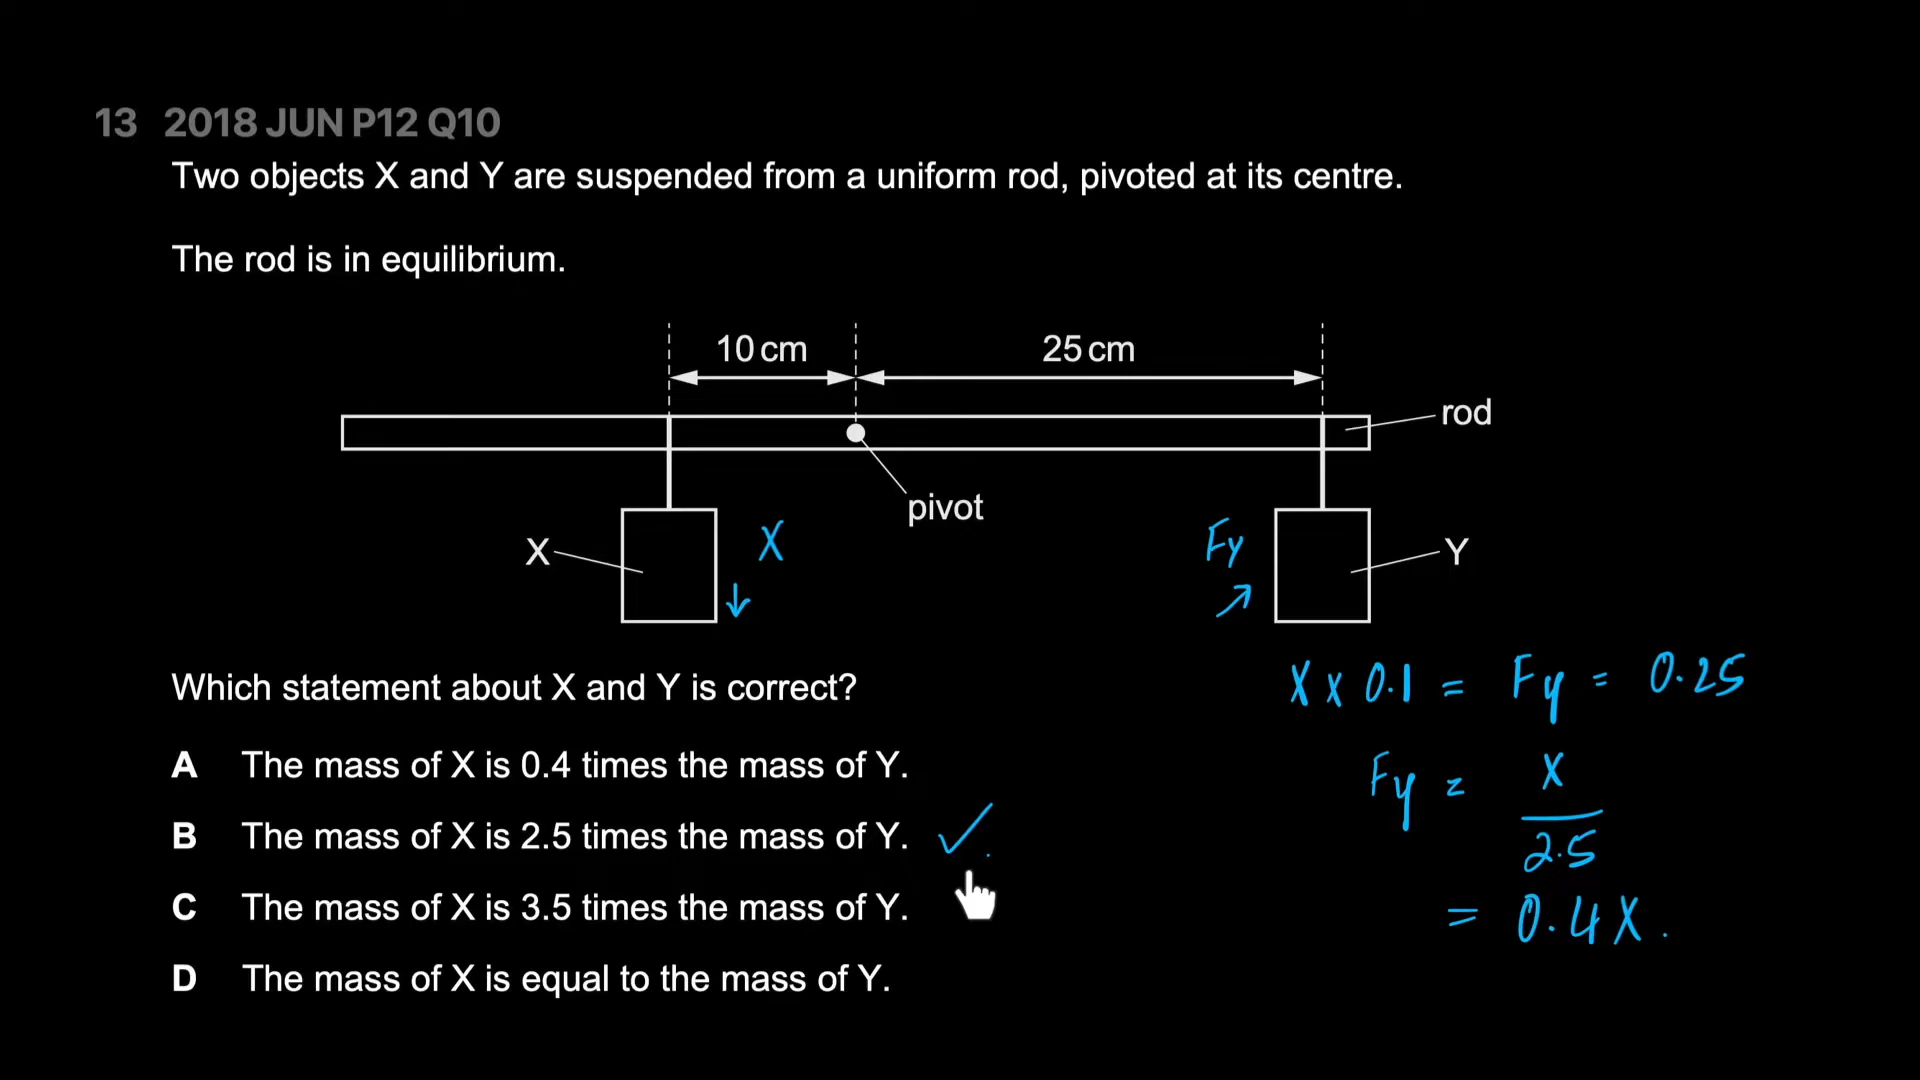 13 2018 JUN P12 Q10
Two objects X and Y are suspended from a uniform rod, pivoted at its centre.
The rod is in equilibrium.
10 cm 25 cm
rod
pivot
X X Fy Y
X x 0.1 = Fy = 0.25
Fy = X
2.5
= 0.4X.
Which statement about X and Y is correct?
A The mass of X is 0.4 times the mass of Y.
B The mass of X is 2.5 times the mass of Y. ✓
C The mass of X is 3.5 times the mass of Y.
D The mass of X is equal to the mass of Y.